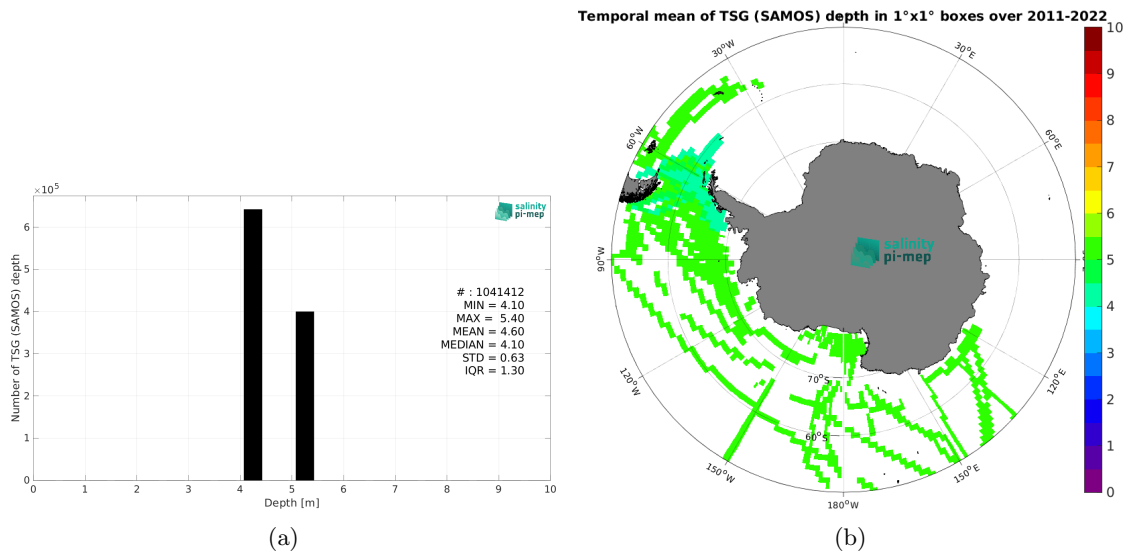 Temporal mean of TSG (SAMOS) depth in 1°x1° boxes over 2011-2022
×10⁵
6
5
4
3
2
1
0
0 1 2 3 4 5 6 7 8 9 10
Number of TSG (SAMOS) depth
Depth [m]
salinity
pi-mep
# : 1041412
MIN = 4.10
MAX = 5.40
MEAN = 4.60
MEDIAN = 4.10
STD = 0.63
IQR = 1.30
(a)
30°W
30°E
60°W
60°E
90°W
120°W
120°E
150°W
150°E
180°W
70°S
60°S
salinity
pi-mep
10
9
8
7
6
5
4
3
2
1
0
(b)